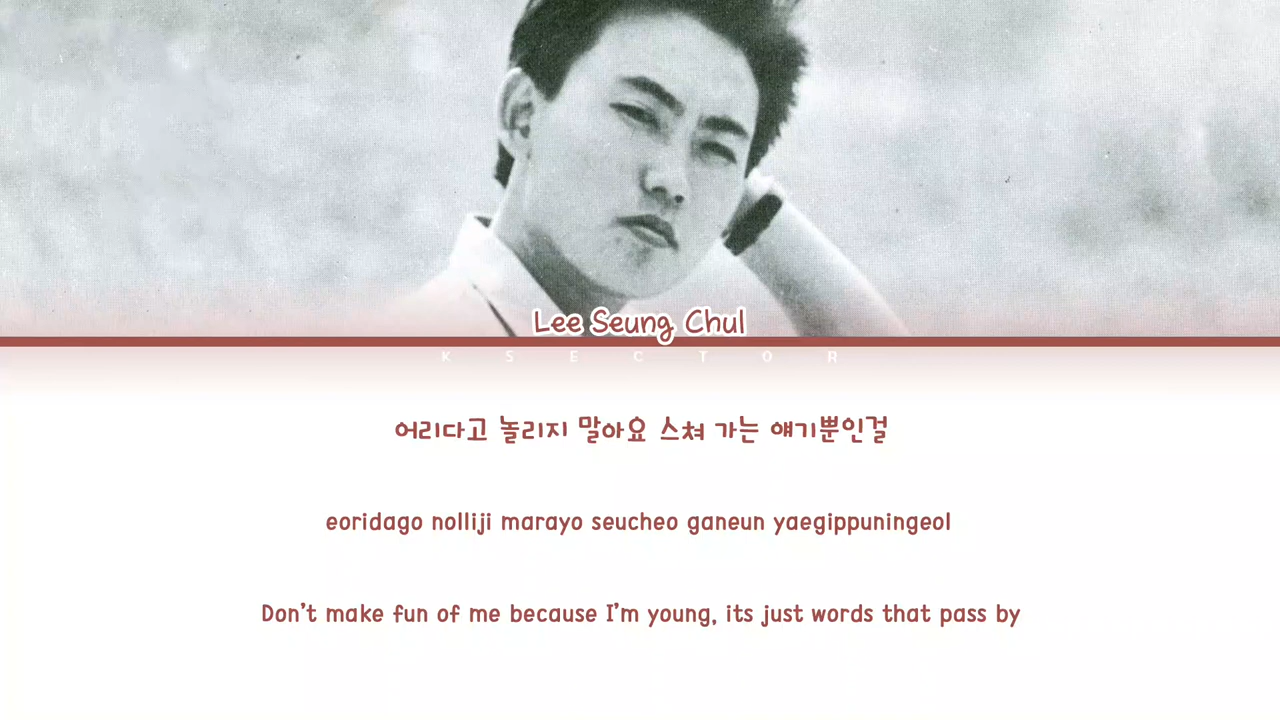 Lee Seung Chul
K S E C T O R
어리다고 놀리지 말아요 스쳐 가는 얘기뿐인걸
eoridago nolliji marayo seucheo ganeun yaegippuningeol
Don't make fun of me because I'm young, its just words that pass by